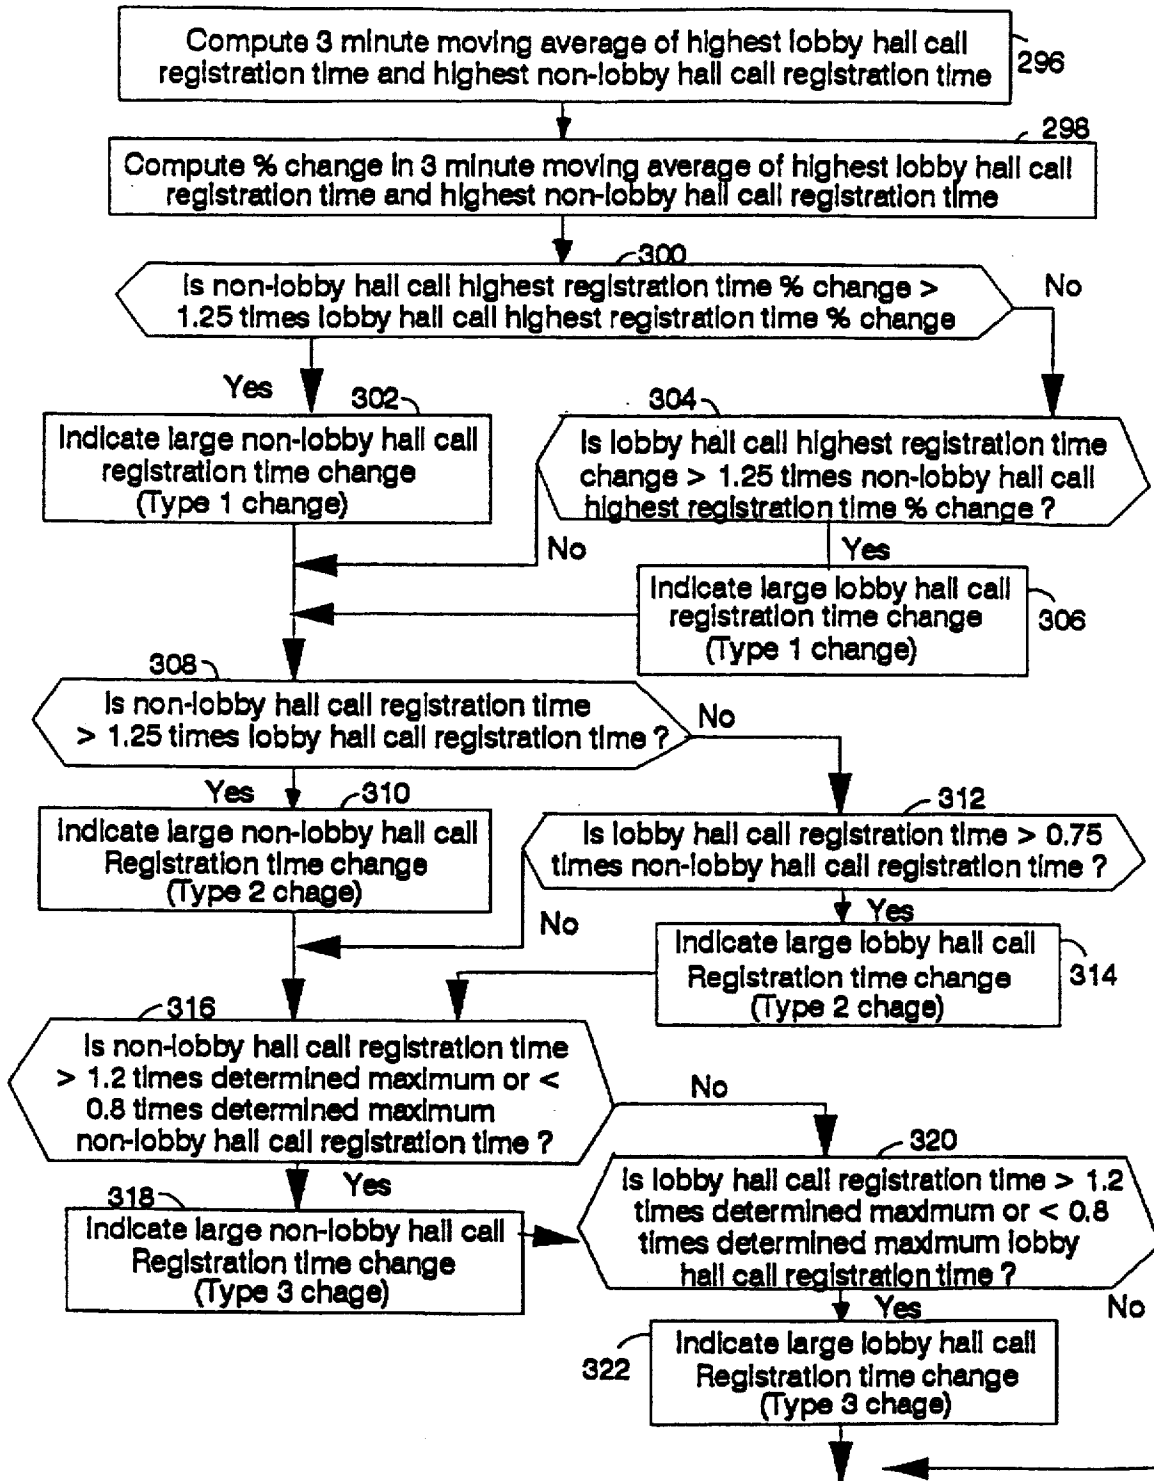 Compute 3 minute moving average of highest lobby hall call
registration time and highest non-lobby hall call registration time
296
298
Compute % change in 3 minute moving average of highest lobby hall call
registration time and highest non-lobby hall call registration time
300
Is non-lobby hall call highest registration time % change >
1.25 times lobby hall call highest registration time % change
No
Yes
302
Indicate large non-lobby hall call
registration time change
(Type 1 change)
304
Is lobby hall call highest registration time
change > 1.25 times non-lobby hall call
highest registration time % change ?
No
Yes
Indicate large lobby hall call
registration time change
(Type 1 change)
306
308
Is non-lobby hall call registration time
> 1.25 times lobby hall call registration time ?
No
Yes
310
Indicate large non-lobby hall call
Registration time change
(Type 2 chage)
312
Is lobby hall call registration time > 0.75
times non-lobby hall call registration time ?
No
Yes
Indicate large lobby hall call
Registration time change
(Type 2 chage)
314
316
Is non-lobby hall call registration time
> 1.2 times determined maximum or <
0.8 times determined maximum
non-lobby hall call registration time ?
No
Yes
318
Indicate large non-lobby hall call
Registration time change
(Type 3 chage)
320
Is lobby hall call registration time > 1.2
times determined maximum or < 0.8
times determined maximum lobby
hall call registration time ?
Yes
No
322
Indicate large lobby hall call
Registration time change
(Type 3 chage)